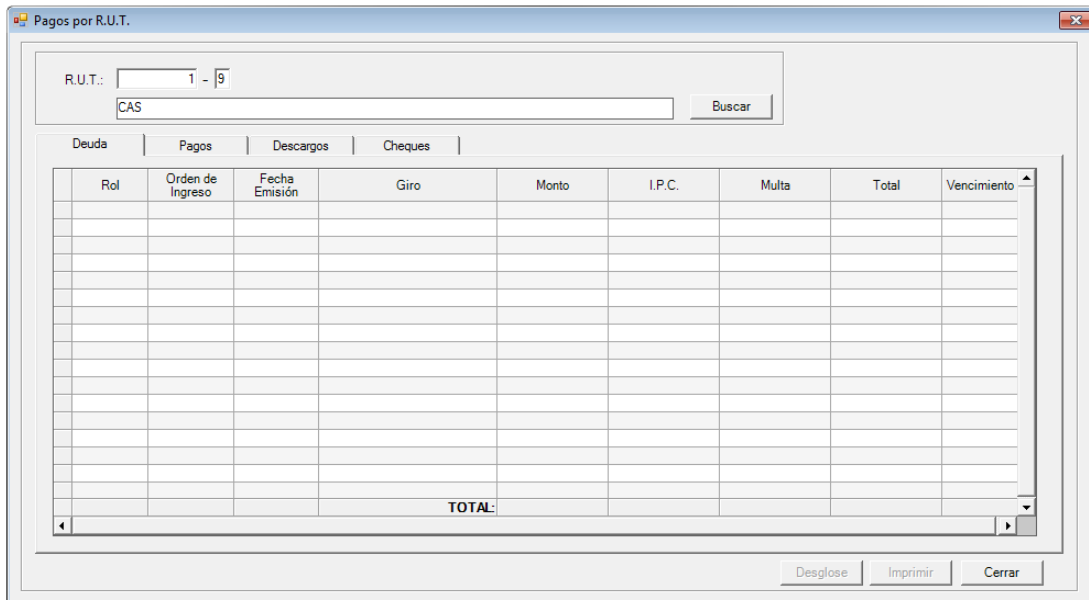 Pagos por R.U.T.
R.U.T.: 1 - 9
CAS Buscar
Deuda Pagos Descargos Cheques
Rol Orden de Ingreso Fecha Emisión Giro Monto I.P.C. Multa Total Vencimiento
TOTAL:
Desglose Imprimir Cerrar